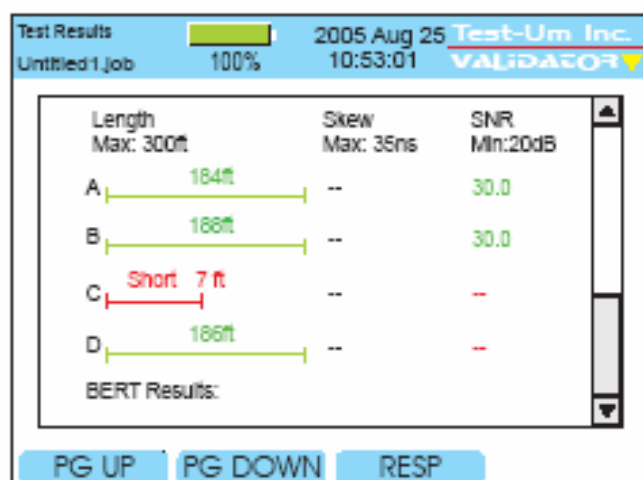 Test Results 2005 Aug 25 Test-Um Inc.
Untitled1.job 100% 10:53:01 VALiDATOR
Length Skew SNR
Max: 300ft Max: 35ns Min:20dB
A 184ft -- 30.0
B 188ft -- 30.0
C Short 7 ft -- --
D 186ft -- --
BERT Results:
PG UP PG DOWN RESP